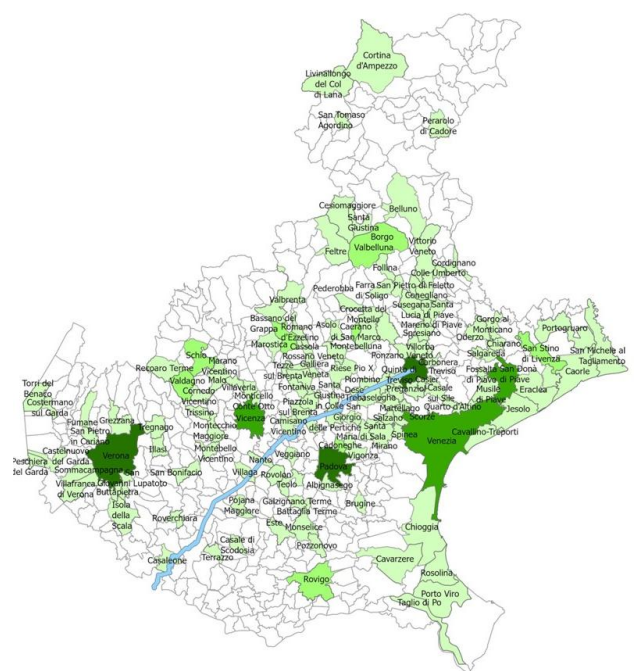 Cortina
d'Ampezzo
Livinallongo
del Col
di Lana
San Tomaso
Agordino
Perarolo
di Cadore
Cesiomaggiore
Santa
Giustina
Belluno
Borgo
Valbelluna
Feltre
Vittorio
Veneto
Cordignano
Follina
Colle Umberto
Pederobba
Farra
di Soligo
San Pietro di Feletto
Conegliano
Susegana
Santa
Lucia di Piave
Mareno di Piave
Spresiano
Valbrenta
Crocetta del
Montello
Bassano del
Grappa
Romano
d'Ezzelino
Asolo
Caerano
di San Marco
Montebelluna
Marostica
Cassola
Rossano Veneto
Gorgo al
Monticano
Oderzo
Chiarano
Portogruaro
San Stino
di Livenza
San Michele al
Tagliamento
Caorle
Villorba
Ponzano Veneto
Salgareda
Schio
Marano
Vicentino
Recoaro Terme
Malo
Valdagno
Cornedo
Vicentino
Trissino
Villaverla
Monticello
Conte Otto
Vicenza
Tezze
sul Brenta
Galliera
Veneta
Riese Pio X
Fontaniva
Piombino
Dese
Quinto di
Treviso
Carbonera
Casier
Preganziol
Casale
sul Sile
Fossalta
di Piave
San Donà
di Piave
Musile
di Piave
Eraclea
Jesolo
Cavallino-Treporti
Quarto d'Altino
Venezia
Martellago
Scorzè
Salzano
Spinea
Mirano
Trebaseleghe
Santa
Giustina
in Colle
San
Giorgio
delle Pertiche
Santa
Maria di Sala
Piazzola
sul Brenta
Camisano
Vicentino
Nanto
Montecchio
Maggiore
Montebello
Vicentino
Torri del
Benaco
Costermano
sul Garda
Fumane
Grezzana
San Pietro
in Cariano
Tregnago
Castelnuovo
del Garda
Verona
Illasi
Peschiera
del Garda
Sommacampagna
San
Giovanni Lupatoto
San Bonifacio
Villafranca
di Verona
Buttapietra
Isola
della
Scala
Roverchiara
Casaleone
Terrazzo
Villaga
Veggiano
Rovolon
Teolo
Cadoneghe
Vigonza
Padova
Albignasego
Pojana
Maggiore
Galzignano Terme
Battaglia Terme
Brugine
Este
Monselice
Casale di
Scodosia
Pozzonovo
Chioggia
Cavarzere
Rovigo
Rosolina
Porto Viro
Taglio di Po